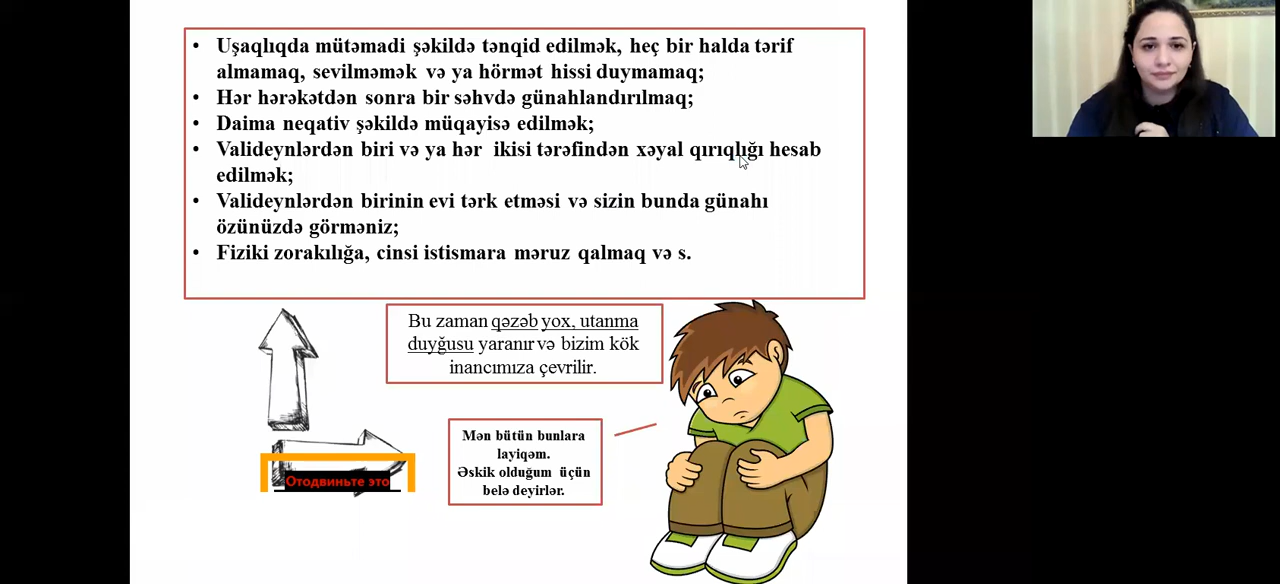 • Uşaqlıqda mütəmadi şəkildə tənqid edilmək, heç bir halda tərif
almamaq, sevilməmək və ya hörmət hissi duymamaq;
• Hər hərəkətdən sonra bir səhvdə günahlandırılmaq;
• Daima neqativ şəkildə müqayisə edilmək;
• Valideynlərdən biri və ya hər ikisi tərəfindən xəyal qırıqlığı hesab
edilmək;
• Valideynlərdən birinin evi tərk etməsi və sizin bunda günahı
özünüzdə görməniz;
• Fiziki zorakılığa, cinsi istismara məruz qalmaq və s.
Bu zaman qəzəb yox, utanma
duyğusu yaranır və bizim kök
inancımıza çevrilir.
Mən bütün bunlara
layiqəm.
Əskik olduğum üçün
belə deyirlər.
Отодвиньте это